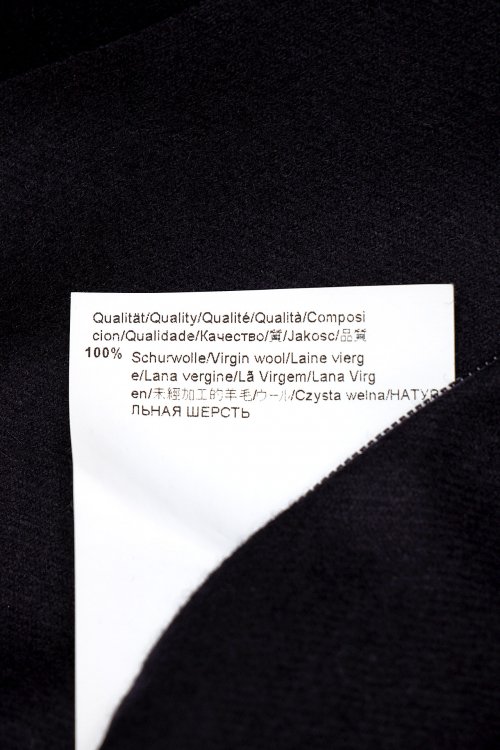 Qualität/Quality/Qualité/Qualità/Composi
cion/Qualidade/Качество/質/Jakosc/品質
100% Schurwolle/Virgin wool/Laine vierg
e/Lana vergine/Lã Virgem/Lana Virg
en/未經加工的羊毛/ウール/Czysta welna/НАТУР
ЛЬНАЯ ШЕРСТЬ